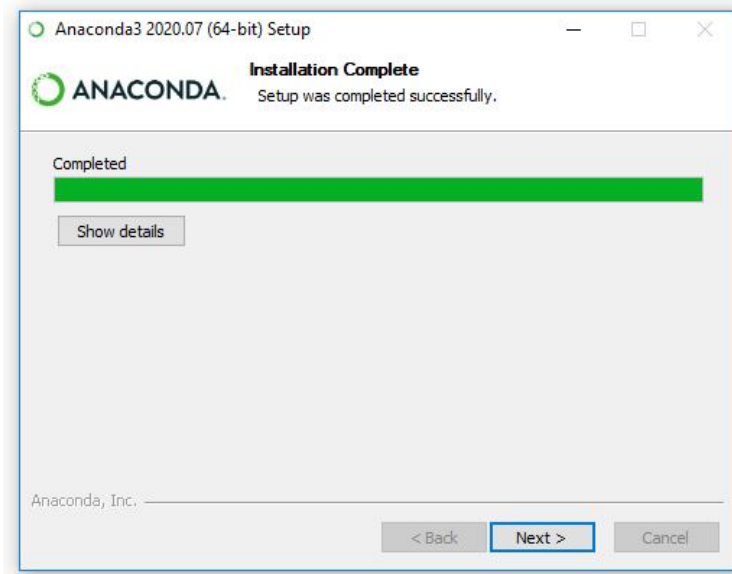 Anaconda3 2020.07 (64-bit) Setup
Installation Complete
ANACONDA.
Setup was completed successfully.
Completed
Show details
Anaconda, Inc.
< Back
Next >
Cancel